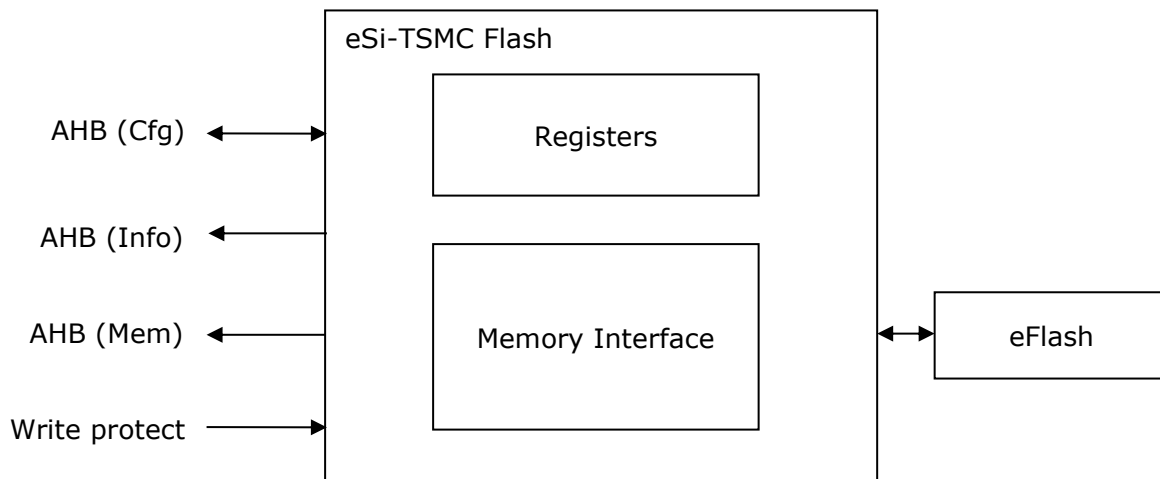 eSi-TSMC Flash
Registers
AHB (Cfg)
AHB (Info)
Memory Interface
AHB (Mem)
eFlash
Write protect